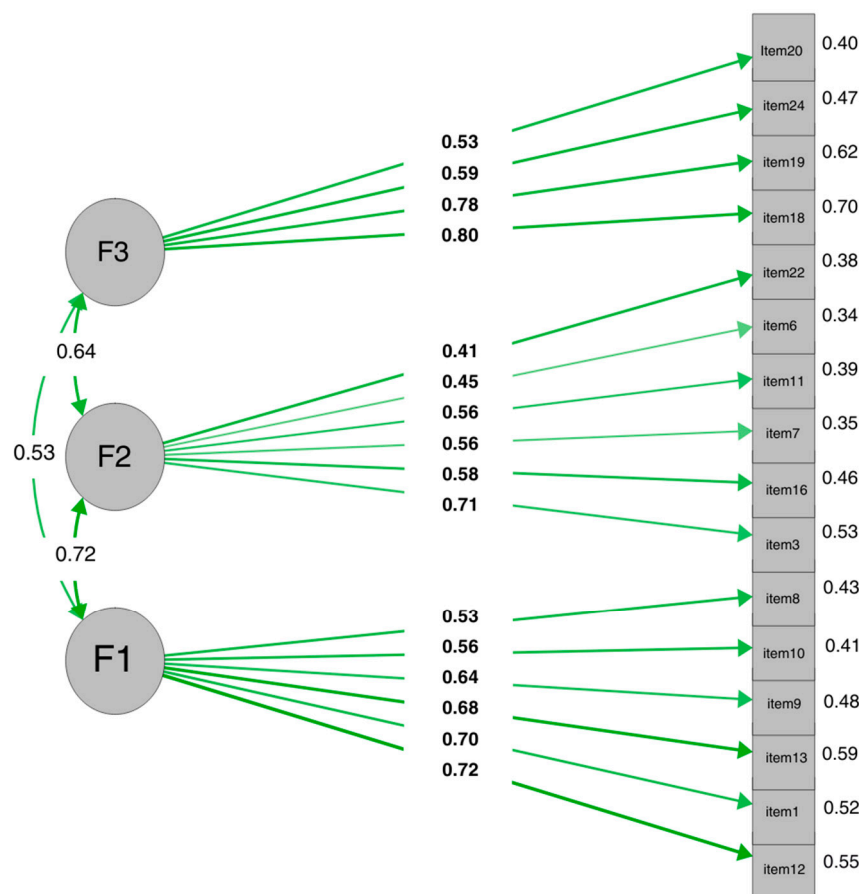 Item20 0.40
item24 0.47
0.53
0.59
item19 0.62
0.78
item18 0.70
0.80
F3
item22 0.38
item6 0.34
0.64
0.41
0.45
item11 0.39
0.56
item7 0.35
0.56
F2
0.53
0.58
item16 0.46
0.71
item3 0.53
0.72
item8 0.43
0.53
item10 0.41
0.56
F1
0.64
item9 0.48
0.68
0.70
item13 0.59
0.72
item1 0.52
item12 0.55